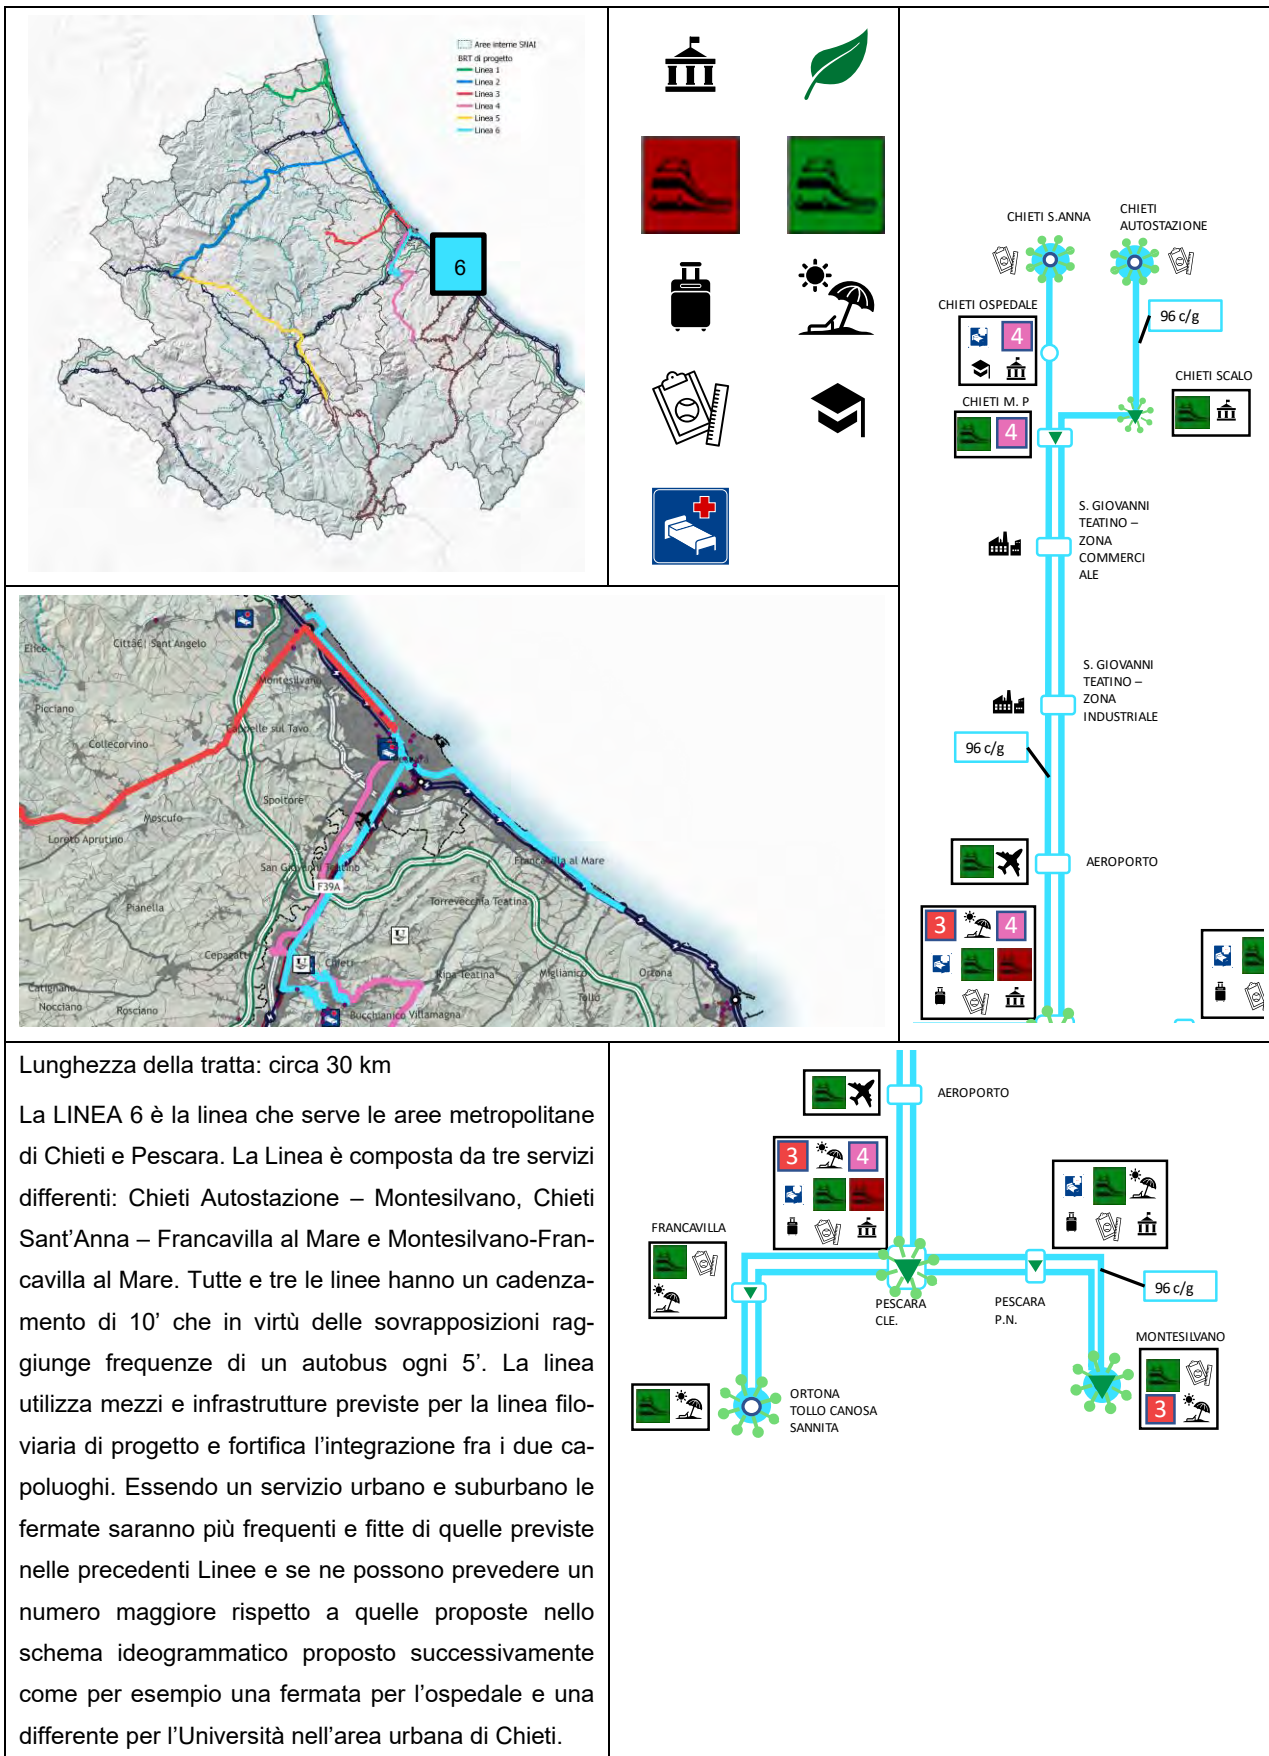 Aree interne SNAI
BRT di progetto
Linea 1
Linea 2
Linea 3
Linea 4
Linea 5
Linea 6
6
CHIETI S.ANNA
CHIETI
AUTOSTAZIONE
CHIETI OSPEDALE
4
96 c/g
CHIETI SCALO
CHIETI M. P
4
S. GIOVANNI
TEATINO –
ZONA
COMMERCI
ALE
S. GIOVANNI
TEATINO –
ZONA
INDUSTRIALE
96 c/g
AEROPORTO
3
4
Elice
Cittâ€| Sant'Angelo
Montesilvano
Picciano
Collecorvino
Cappelle sul Tavo
Moscufo
Spoltore
Loreto Aprutino
San Giovanni Teatino
Francavilla al Mare
F39A
Pianella
Torrevecchia Teatina
Cepagatti
Chieti
Ripa Teatina
Miglianico
Ortona
Catignano
Nocciano
Rosciano
Tollo
Bucchianico
Villamagna
Lunghezza della tratta: circa 30 km
La LINEA 6 è la linea che serve le aree metropolitane
di Chieti e Pescara. La Linea è composta da tre servizi
differenti: Chieti Autostazione – Montesilvano, Chieti
Sant'Anna – Francavilla al Mare e Montesilvano-Fran-
cavilla al Mare. Tutte e tre le linee hanno un cadenza-
mento di 10' che in virtù delle sovrapposizioni rag-
giunge frequenze di un autobus ogni 5'. La linea
utilizza mezzi e infrastrutture previste per la linea filo-
viaria di progetto e fortifica l'integrazione fra i due ca-
poluoghi. Essendo un servizio urbano e suburbano le
fermate saranno più frequenti e fitte di quelle previste
nelle precedenti Linee e se ne possono prevedere un
numero maggiore rispetto a quelle proposte nello
schema ideogrammatico proposto successivamente
come per esempio una fermata per l'ospedale e una
differente per l'Università nell'area urbana di Chieti.
AEROPORTO
3
4
FRANCAVILLA
PESCARA
CLE.
PESCARA
P.N.
96 c/g
MONTESILVANO
3
ORTONA
TOLLO CANOSA
SANNITA